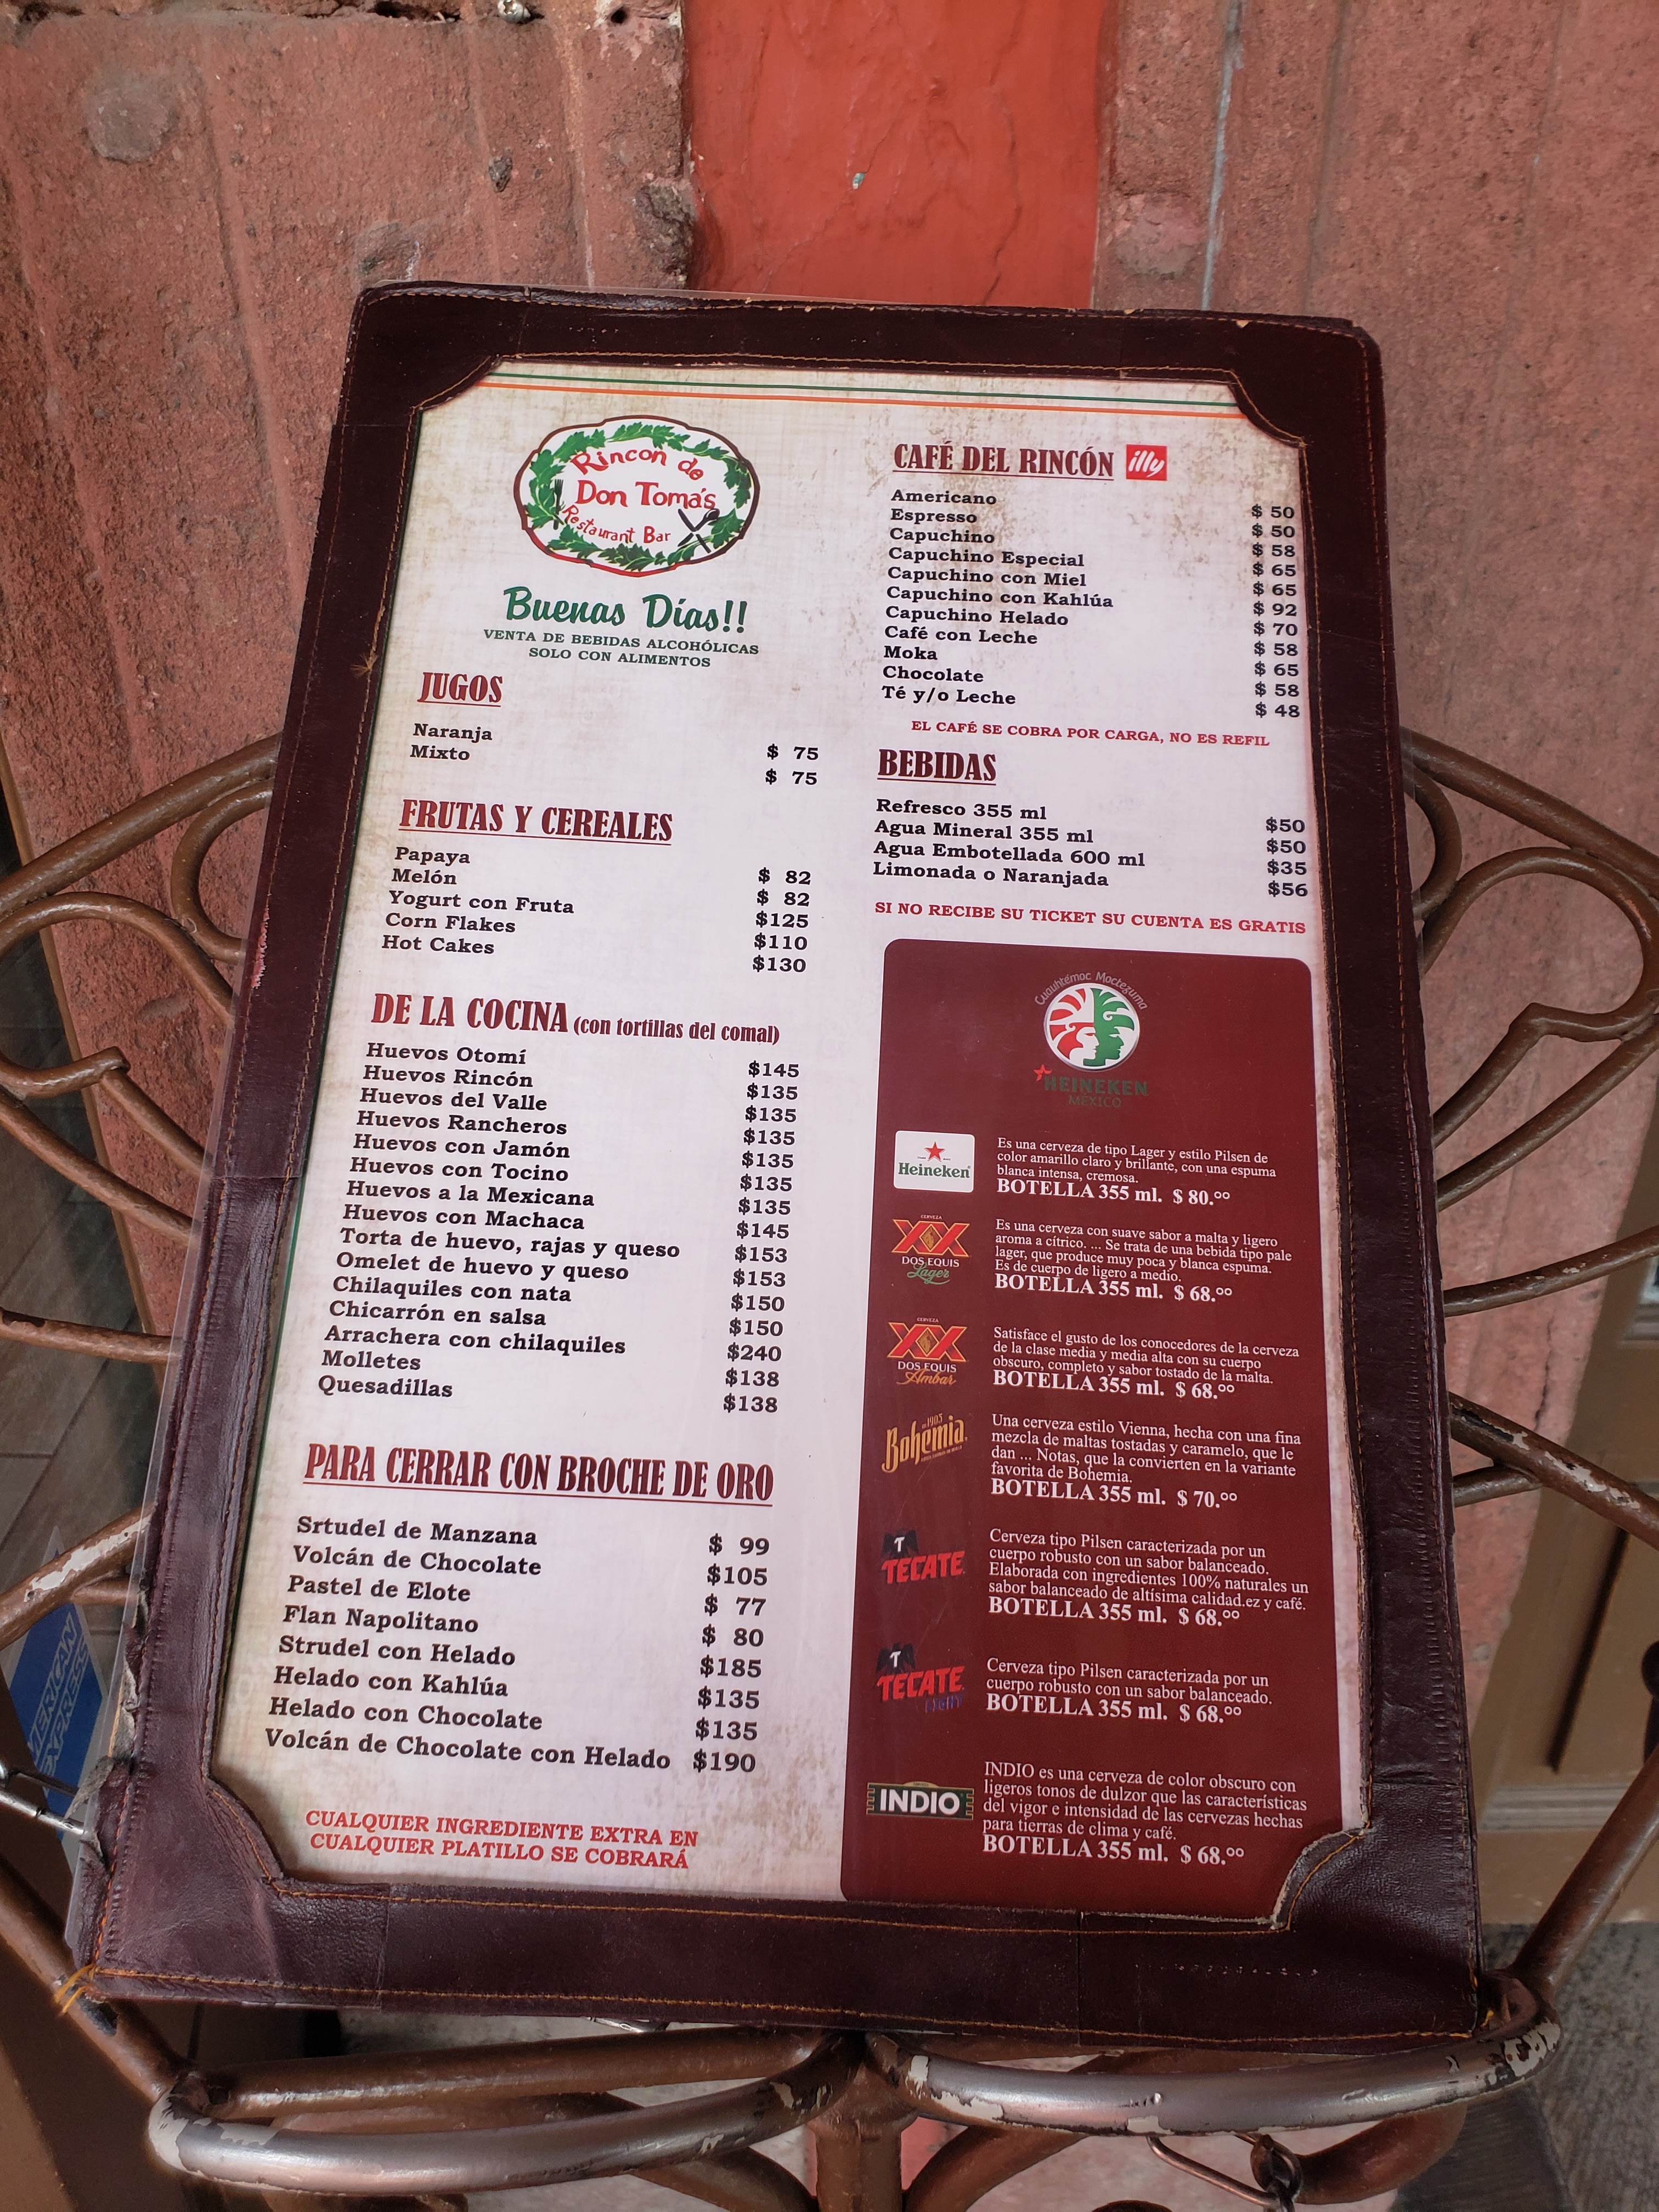 Rincon de
Don Tomás
Restaurant Bar
Buenas Días!!
VENTA DE BEBIDAS ALCOHÓLICAS
SOLO CON ALIMENTOS
JUGOS
Naranja $ 75
Mixto $ 75
FRUTAS Y CEREALES
Papaya $ 82
Melón $ 82
Yogurt con Fruta $125
Corn Flakes $110
Hot Cakes $130
DE LA COCINA (con tortillas del comal)
Huevos Otomí $145
Huevos Rincón $135
Huevos del Valle $135
Huevos Rancheros $135
Huevos con Jamón $135
Huevos con Tocino $135
Huevos a la Mexicana $135
Huevos con Machaca $145
Torta de huevo, rajas y queso $153
Omelet de huevo y queso $153
Chilaquiles con nata $150
Chicarrón en salsa $150
Arrachera con chilaquiles $240
Molletes $138
Quesadillas $138
PARA CERRAR CON BROCHE DE ORO
Srtudel de Manzana $ 99
Volcán de Chocolate $105
Pastel de Elote $ 77
Flan Napolitano $ 80
Strudel con Helado $185
Helado con Kahlúa $135
Helado con Chocolate $135
Volcán de Chocolate con Helado $190
CUALQUIER INGREDIENTE EXTRA EN
CUALQUIER PLATILLO SE COBRARÁ
CAFÉ DEL RINCÓN illy
Americano $ 50
Espresso $ 50
Capuchino $ 58
Capuchino Especial $ 65
Capuchino con Miel $ 65
Capuchino con Kahlúa $ 92
Capuchino Helado $ 70
Café con Leche $ 58
Moka $ 65
Chocolate $ 58
Té y/o Leche $ 48
EL CAFÉ SE COBRA POR CARGA, NO ES REFIL
BEBIDAS
Refresco 355 ml $50
Agua Mineral 355 ml $50
Agua Embotellada 600 ml $35
Limonada o Naranjada $56
SI NO RECIBE SU TICKET SU CUENTA ES GRATIS
Cuauhtémoc Moctezuma
HEINEKEN
MÉXICO
Heineken
Es una cerveza de tipo Lager y estilo Pilsen de
color amarillo claro y brillante, con una espuma
blanca intensa, cremosa.
BOTELLA 355 ml. $ 80.ºº
CERVEZA
XX
DOS EQUIS
Lager
Es una cerveza con suave sabor a malta y ligero
aroma a cítrico. ... Se trata de una bebida tipo pale
lager, que produce muy poca y blanca espuma.
Es de cuerpo de ligero a medio.
BOTELLA 355 ml. $ 68.ºº
CERVEZA
XX
DOS EQUIS
Ambar
Satisface el gusto de los conocedores de la cerveza
de la clase media y media alta con su cuerpo
obscuro, completo y sabor tostado de la malta.
BOTELLA 355 ml. $ 68.ºº
1905
Bohemia
Una cerveza estilo Vienna, hecha con una fina
mezcla de maltas tostadas y caramelo, que le
dan ... Notas, que la convierten en la variante
favorita de Bohemia.
BOTELLA 355 ml. $ 70.ºº
T
TECATE
Cerveza tipo Pilsen caracterizada por un
cuerpo robusto con un sabor balanceado.
Elaborada con ingredientes 100% naturales un
sabor balanceado de altísima calidad.ez y café.
BOTELLA 355 ml. $ 68.ºº
T
TECATE
LIGHT
Cerveza tipo Pilsen caracterizada por un
cuerpo robusto con un sabor balanceado.
BOTELLA 355 ml. $ 68.ºº
INDIO
INDIO es una cerveza de color obscuro con
ligeros tonos de dulzor que las características
del vigor e intensidad de las cervezas hechas
para tierras de clima y café.
BOTELLA 355 ml. $ 68.ºº
AMERICAN
EXPRESS